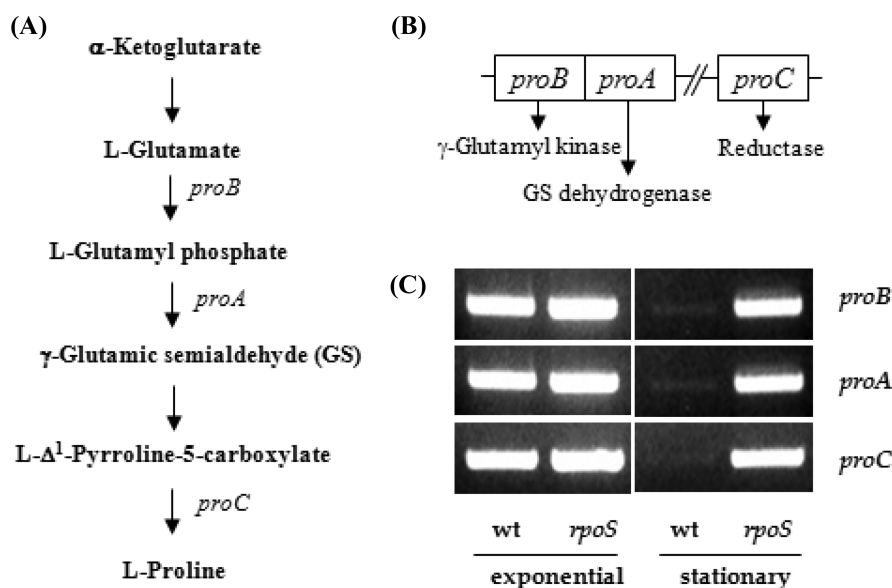 (A)
α-Ketoglutarate
L-Glutamate
proB
L-Glutamyl phosphate
proA
γ-Glutamic semialdehyde (GS)
L-Δ¹-Pyrroline-5-carboxylate
proC
L-Proline
(B)
proB proA proC
γ-Glutamyl kinase Reductase
GS dehydrogenase
(C)
proB
proA
proC
wt rpoS wt rpoS
exponential stationary